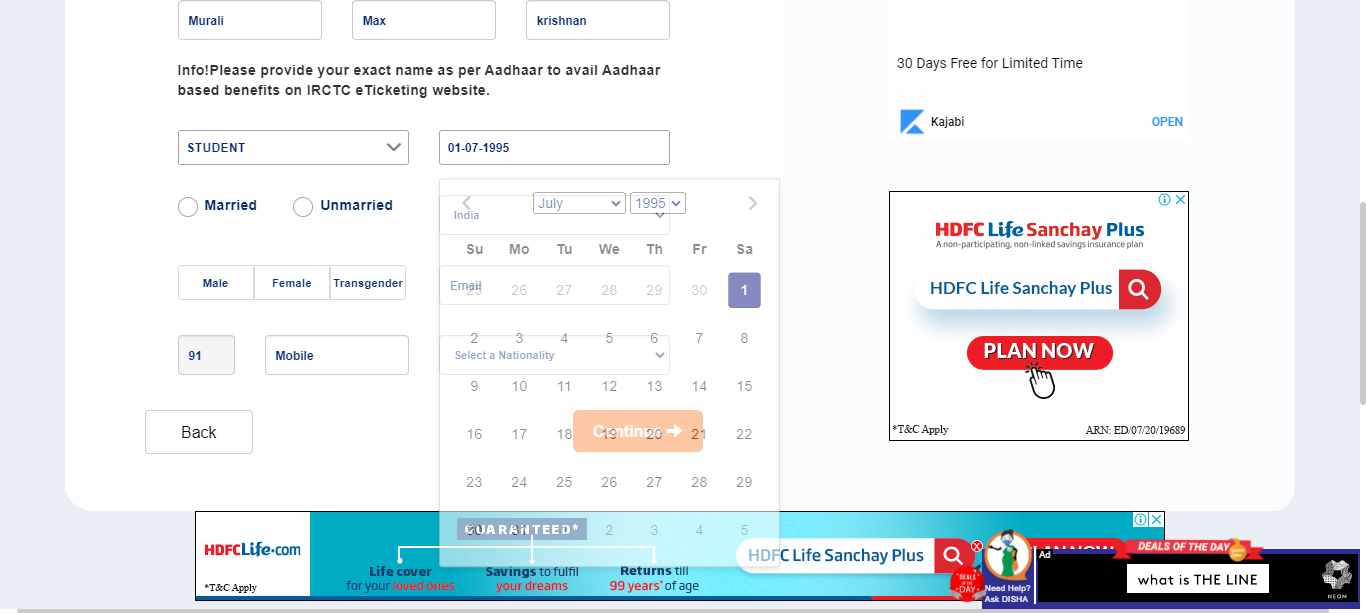 Murali
Max
krishnan
Info!Please provide your exact name as per Aadhaar to avail Aadhaar
based benefits on IRCTC eTicketing website.
STUDENT
01-07-1995
Married
Unmarried
India
July
1995
Su Mo Tu We Th Fr Sa
Male
Female
Transgender
Email
25 26 27 28 29 30 1
2 3 4 5 6 7 8
91
Mobile
Select a Nationality
9 10 11 12 13 14 15
Back
Continue
16 17 18 19 20 21 22
23 24 25 26 27 28 29
30 31 1 2 3 4 5
30 Days Free for Limited Time
Kajabi
OPEN
HDFC Life Sanchay Plus
A non-participating, non-linked savings insurance plan
HDFC Life Sanchay Plus
PLAN NOW
*T&C Apply
ARN: ED/07/20/19689
HDFCLife.com
*T&C Apply
GUARANTEED*
Life cover
for your loved ones
Savings to fulfil
your dreams
Returns till
99 years* of age
HDFC Life Sanchay Plus
PLAN NOW
Need Help?
Ask DISHA
DEALS OF THE DAY
DEALS OF THE DAY
Ad
what is THE LINE
NEOM